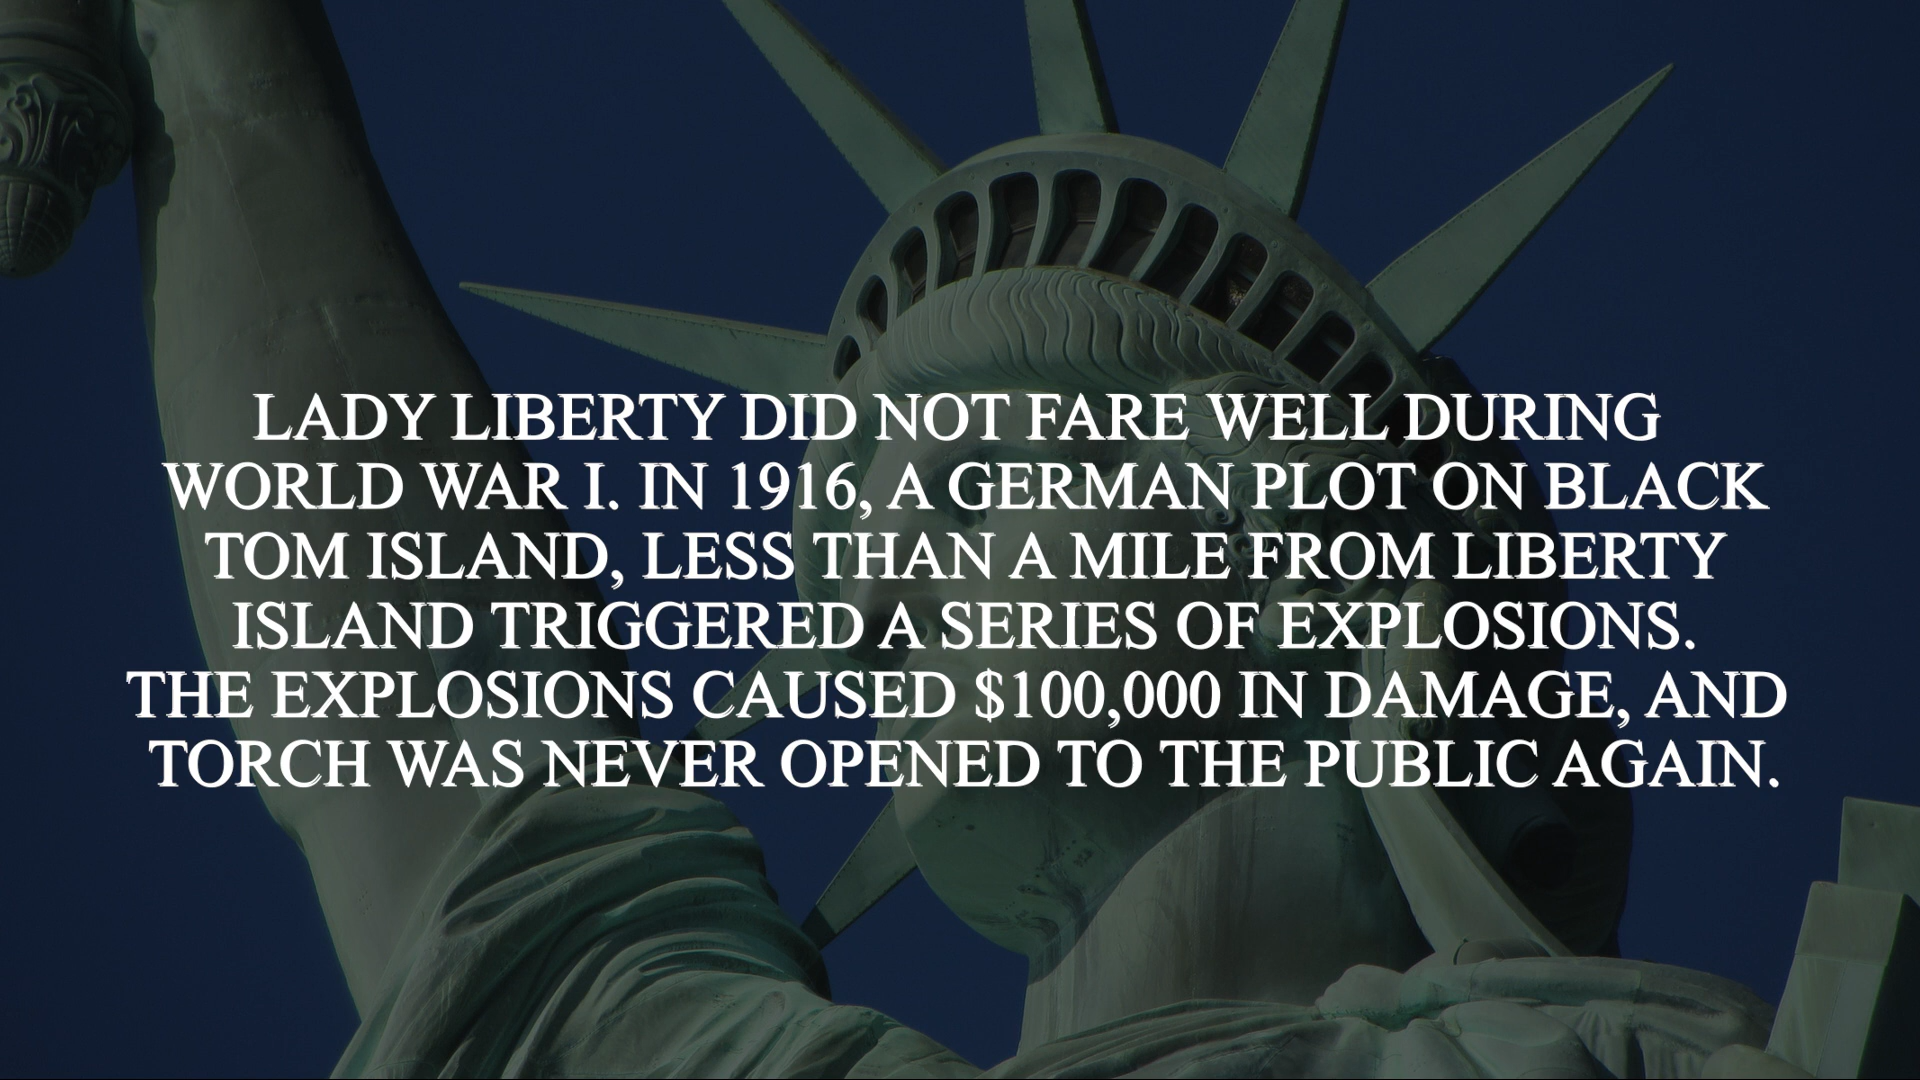 LADY LIBERTY DID NOT FARE WELL DURING
WORLD WAR I. IN 1916, A GERMAN PLOT ON BLACK
TOM ISLAND, LESS THAN A MILE FROM LIBERTY
ISLAND TRIGGERED A SERIES OF EXPLOSIONS.
THE EXPLOSIONS CAUSED $100,000 IN DAMAGE, AND
TORCH WAS NEVER OPENED TO THE PUBLIC AGAIN.